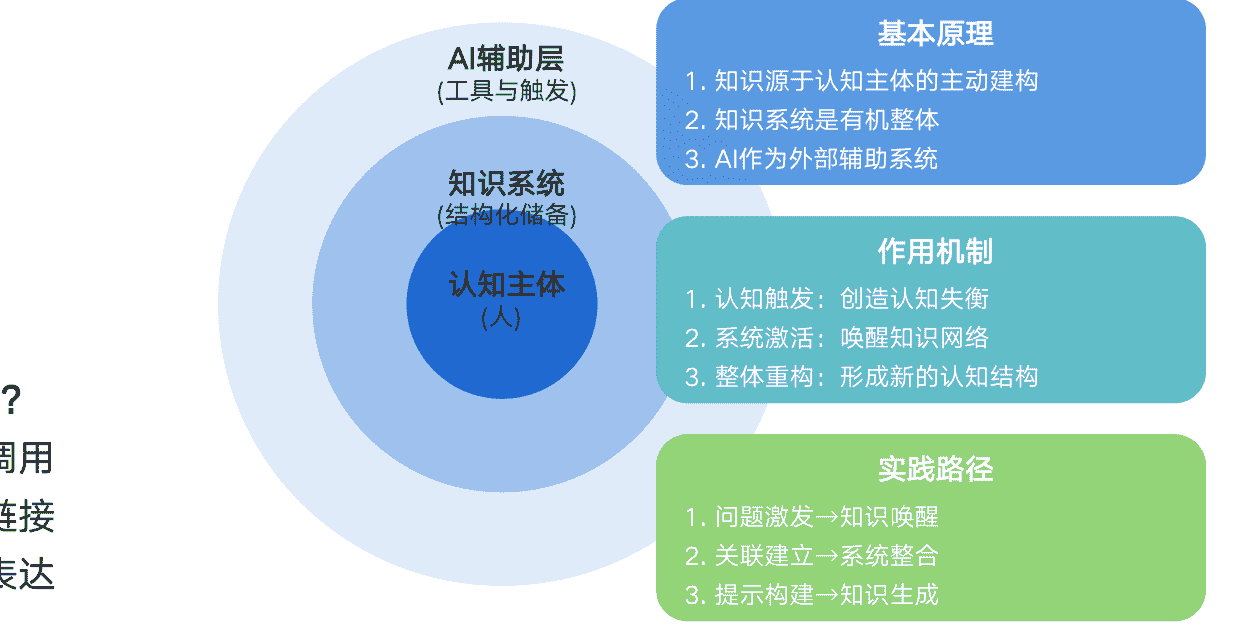 AI辅助层
(工具与触发)
知识系统
(结构化储备)
认知主体
(人)
?
调用
链接
表达
基本原理
1. 知识源于认知主体的主动建构
2. 知识系统是有机整体
3. AI作为外部辅助系统
作用机制
1. 认知触发：创造认知失衡
2. 系统激活：唤醒知识网络
3. 整体重构：形成新的认知结构
实践路径
1. 问题激发→知识唤醒
2. 关联建立→系统整合
3. 提示构建→知识生成